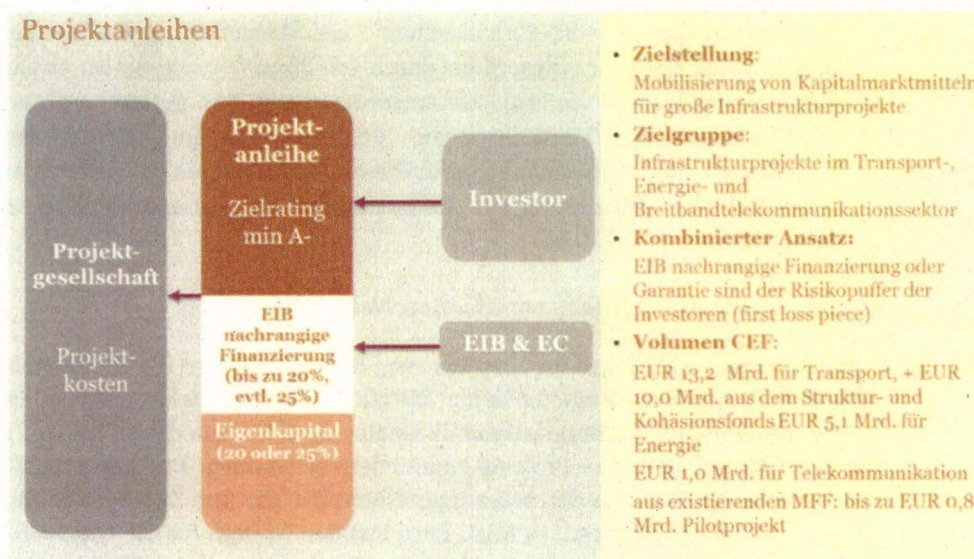 Projektanleihen
Projekt-
gesellschaft
Projekt-
kosten
Projekt-
anleihe
Zielrating
min A-
EIB
nachrangige
Finanzierung
(bis zu 20%,
evtl. 25%)
Eigenkapital
(20 oder 25%)
Investor
EIB & EC
• Zielstellung:
Mobilisierung von Kapitalmarktmitteln
für große Infrastrukturprojekte
• Zielgruppe:
Infrastrukturprojekte im Transport-,
Energie- und
Breitbandtelekommunikationssektor
• Kombinierter Ansatz:
EIB nachrangige Finanzierung oder
Garantie sind der Risikopuffer der
Investoren (first loss piece)
• Volumen CEF:
EUR 13,2 Mrd. für Transport, + EUR
10,0 Mrd. aus dem Struktur- und
Kohäsionsfonds EUR 5,1 Mrd. für
Energie
EUR 1,0 Mrd. für Telekommunikation
aus existierenden MFF: bis zu EUR 0,8
Mrd. Pilotprojekt